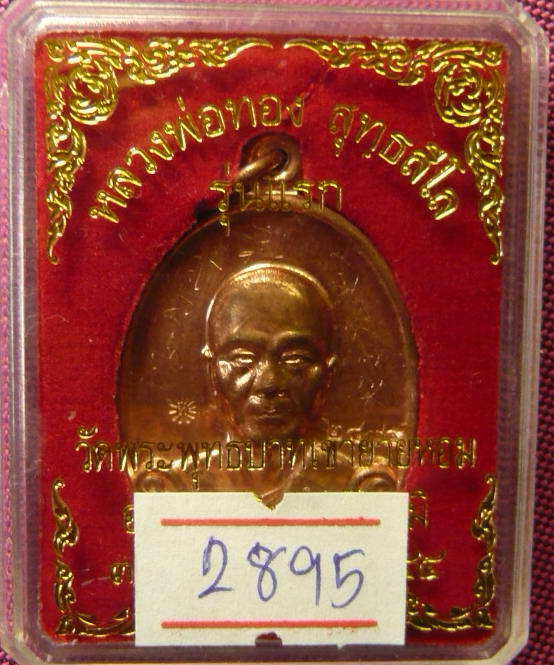 หลวงพ่อทอง สุทธสีโล
รุ่นแรก
วัดพระพุทธบาทเขายายหอม
2895